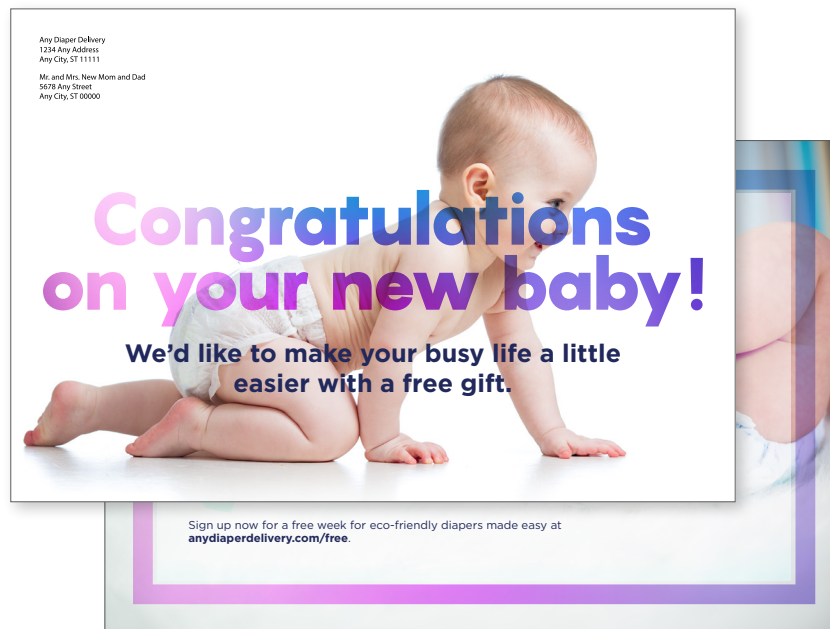 Any Diaper Delivery
1234 Any Address
Any City, ST 11111
Mr. and Mrs. New Mom and Dad
5678 Any Street
Any City, ST 00000
Congratulations
on your new baby!
We’d like to make your busy life a little
easier with a free gift.
Sign up now for a free week for eco-friendly diapers made easy at
anydiaperdelivery.com/free.